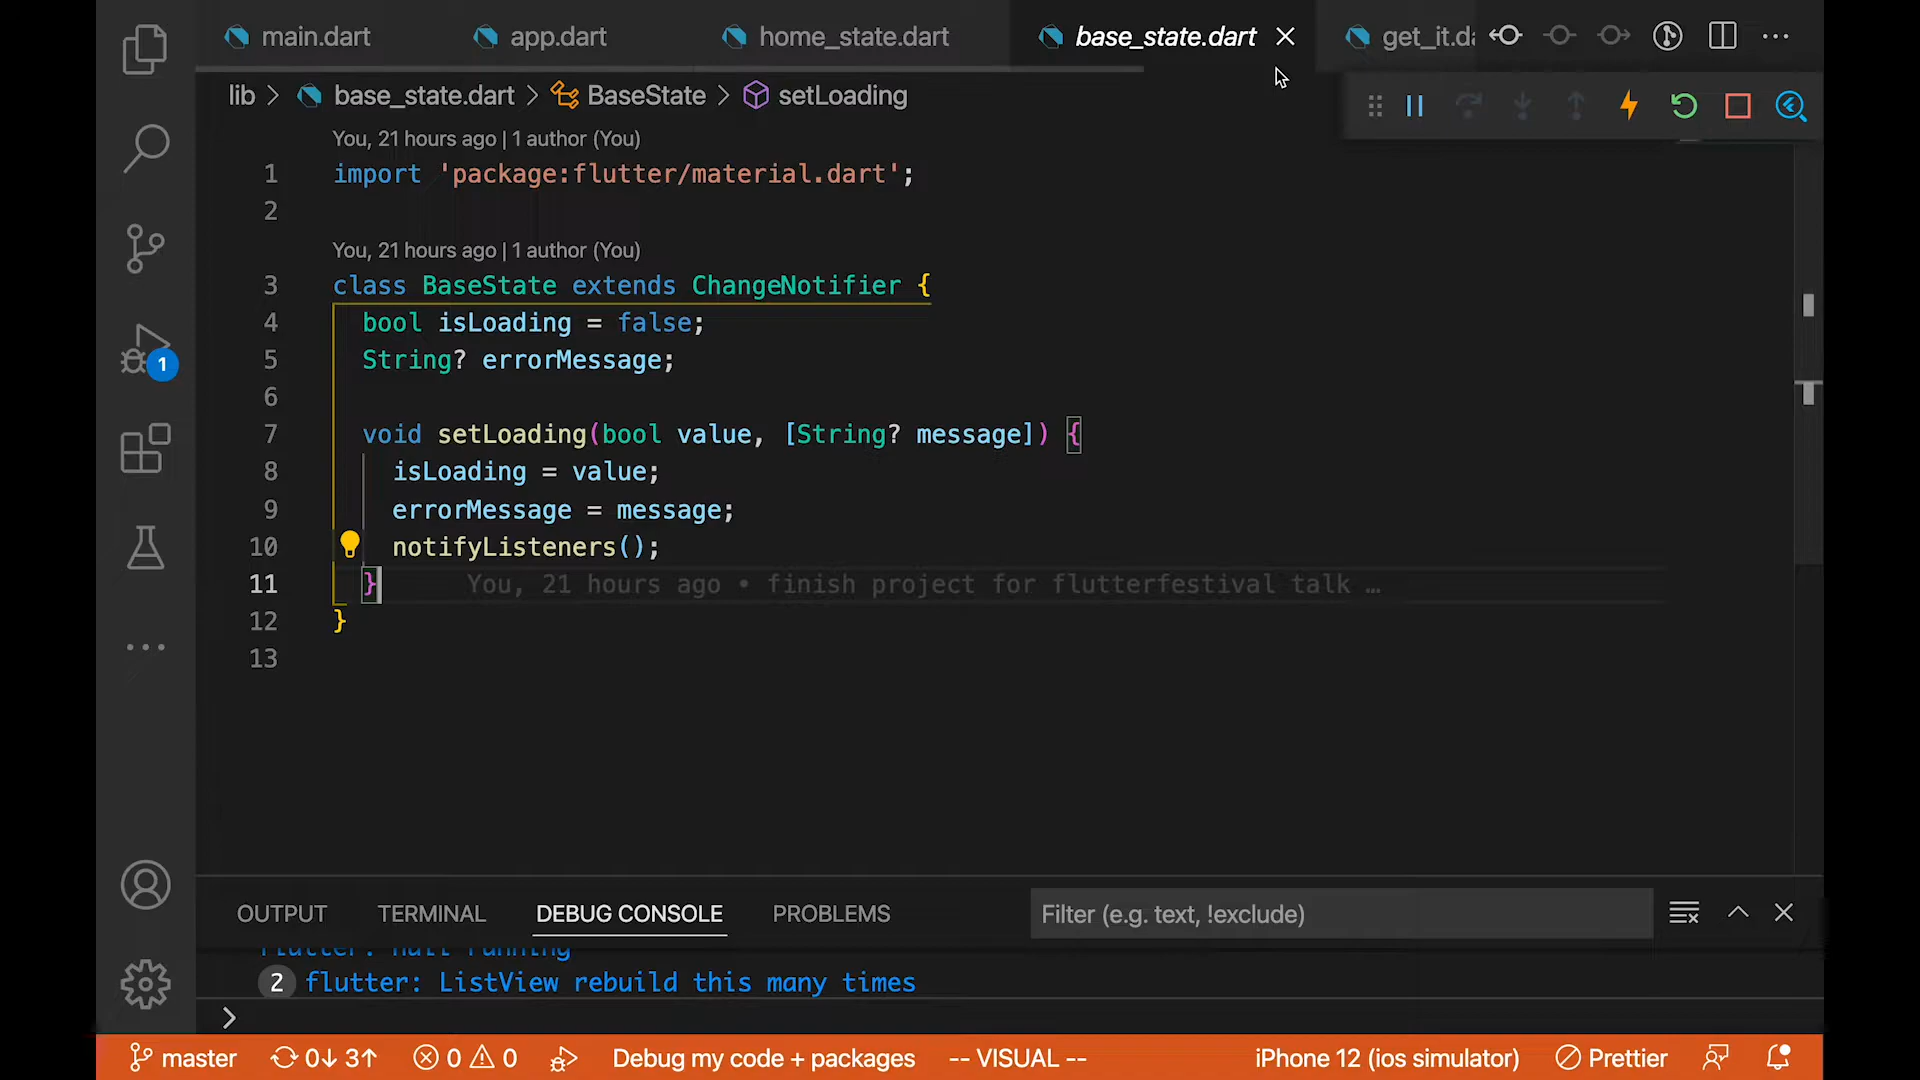 main.dart app.dart home_state.dart base_state.dart get_it.da
lib > base_state.dart > BaseState > setLoading
You, 21 hours ago | 1 author (You)
1 import 'package:flutter/material.dart';
2
You, 21 hours ago | 1 author (You)
3 class BaseState extends ChangeNotifier {
4 bool isLoading = false;
5 String? errorMessage;
6
7 void setLoading(bool value, [String? message]) {
8 isLoading = value;
9 errorMessage = message;
10 notifyListeners();
11 } You, 21 hours ago • finish project for flutterfestival talk …
12 }
13
1
OUTPUT TERMINAL DEBUG CONSOLE PROBLEMS Filter (e.g. text, !exclude)
flutter: null running
2 flutter: ListView rebuild this many times
>
master 0↓ 3↑ 0 0 Debug my code + packages -- VISUAL -- iPhone 12 (ios simulator) Prettier